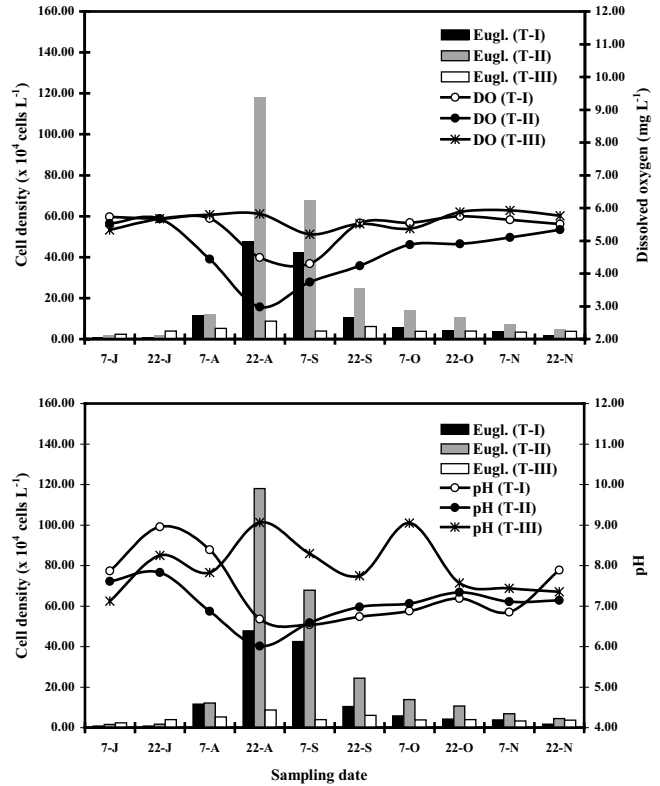 160.00
140.00
120.00
100.00
80.00
60.00
40.00
20.00
0.00
Cell density (x 10⁴ cells L⁻¹)
12.00
11.00
10.00
9.00
8.00
7.00
6.00
5.00
4.00
3.00
2.00
Dissolved oxygen (mg L⁻¹)
Eugl. (T-I)
Eugl. (T-II)
Eugl. (T-III)
DO (T-I)
DO (T-II)
DO (T-III)
7-J 22-J 7-A 22-A 7-S 22-S 7-O 22-O 7-N 22-N
160.00
140.00
120.00
100.00
80.00
60.00
40.00
20.00
0.00
Cell density (x 10⁴ cells L⁻¹)
12.00
11.00
10.00
9.00
8.00
7.00
6.00
5.00
4.00
pH
Eugl. (T-I)
Eugl. (T-II)
Eugl. (T-III)
pH (T-I)
pH (T-II)
pH (T-III)
7-J 22-J 7-A 22-A 7-S 22-S 7-O 22-O 7-N 22-N
Sampling date